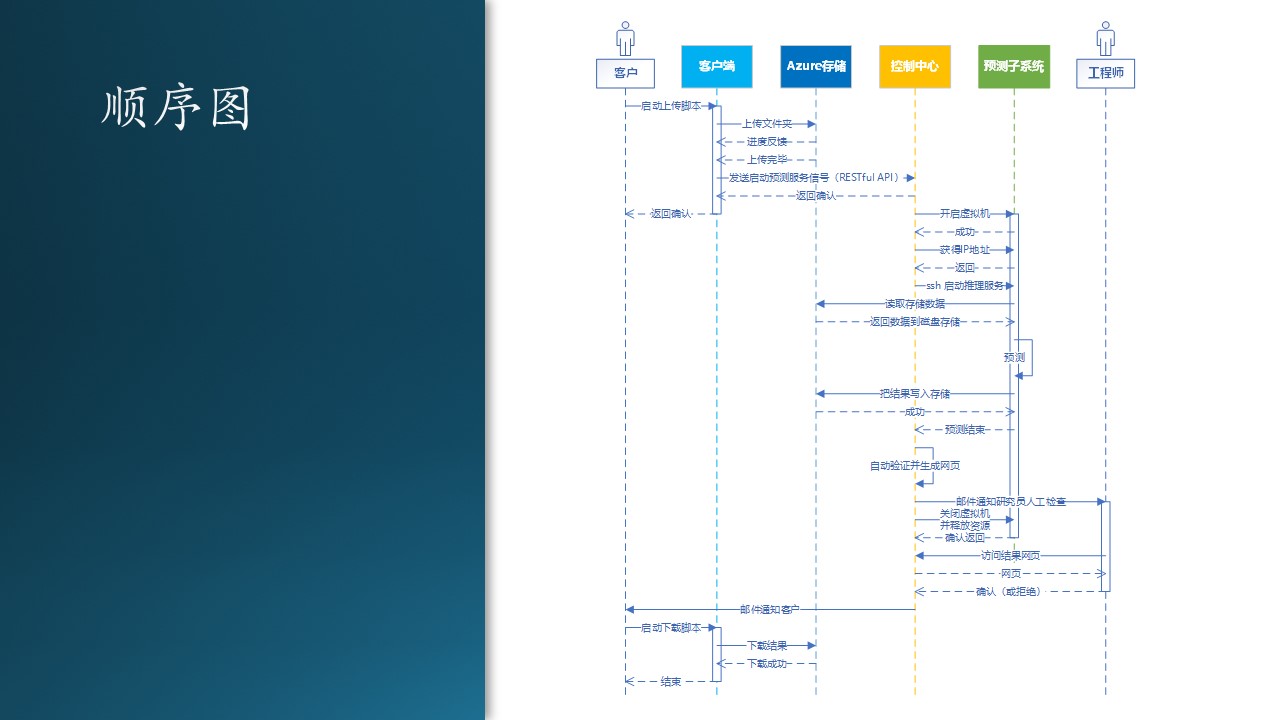 顺序图
客户
客户端
Azure存储
控制中心
预测子系统
工程师
启动上传脚本
上传文件夹
进度反馈
上传完毕
发送启动预测服务信号（RESTful API）
返回确认
返回确认
开启虚拟机
成功
获得IP地址
返回
ssh 启动推理服务
读取存储数据
返回数据到磁盘存储
预测
把结果写入存储
成功
预测结束
自动验证并生成网页
邮件通知研究员人工检查
关闭虚拟机
并释放资源
确认返回
访问结果网页
网页
确认（或拒绝）
邮件通知客户
启动下载脚本
下载结果
下载成功
结束